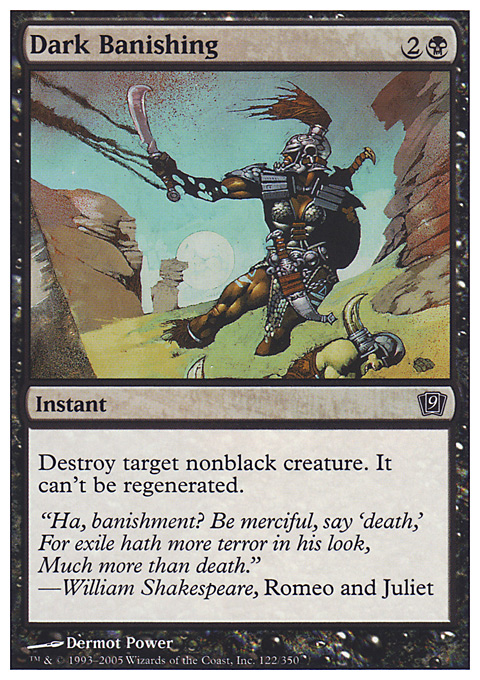 Dark Banishing 2
Instant 9
Destroy target nonblack creature. It
can't be regenerated.
“Ha, banishment? Be merciful, say ‘death,’
For exile hath more terror in his look,
Much more than death.”
—William Shakespeare, Romeo and Juliet
Dermot Power
™ & © 1993–2005 Wizards of the Coast, Inc. 122/350